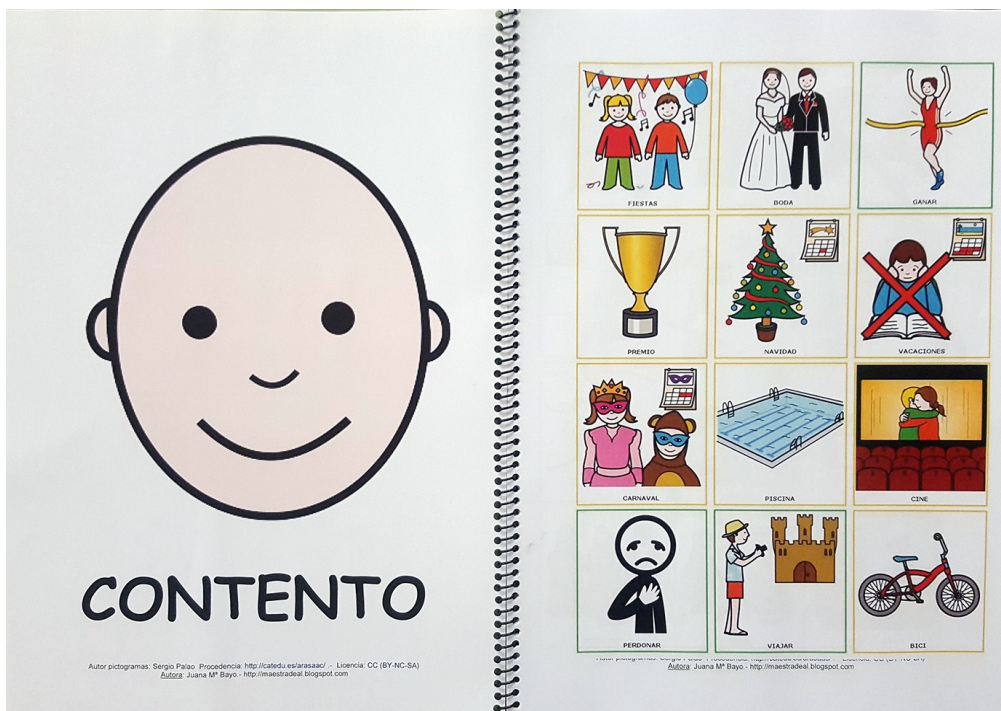 CONTENTO
Autor pictogramas: Sergio Palao Procedencia: http://catedu.es/arasaac/ .- Licencia: CC (BY-NC-SA)
Autora: Juana Mª Bayo.- http://maestradeal.blogspot.com
FIESTAS
BODA
GANAR
PREMIO
NAVIDAD
VACACIONES
CARNAVAL
PISCINA
CINE
PERDONAR
VIAJAR
BICI
Autora: Juana Mª Bayo.- http://maestradeal.blogspot.com